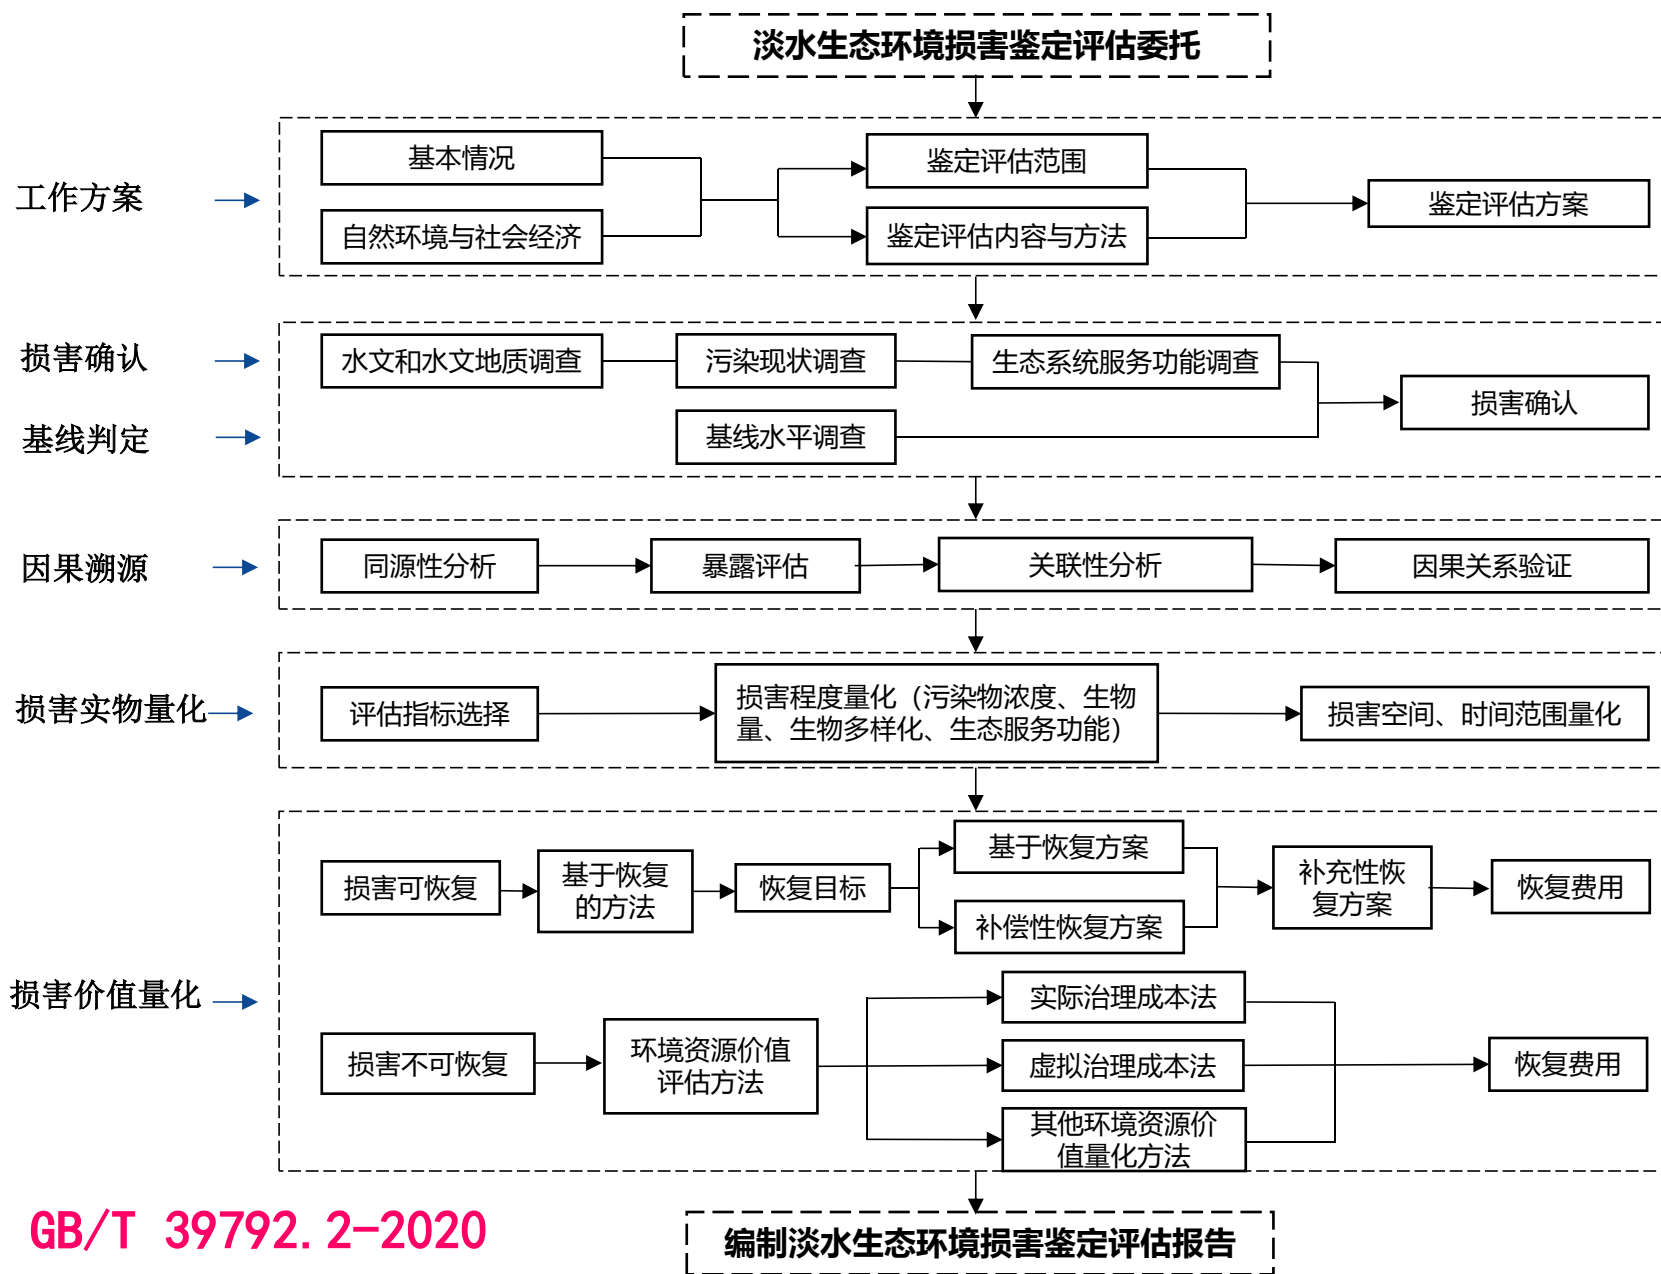 淡水生态环境损害鉴定评估委托
工作方案
基本情况
自然环境与社会经济
鉴定评估范围
鉴定评估内容与方法
鉴定评估方案
损害确认
基线判定
水文和水文地质调查
污染现状调查
生态系统服务功能调查
基线水平调查
损害确认
因果溯源
同源性分析
暴露评估
关联性分析
因果关系验证
损害实物量化
评估指标选择
损害程度量化（污染物浓度、生物
量、生物多样化、生态服务功能）
损害空间、时间范围量化
损害价值量化
损害可恢复
基于恢复
的方法
恢复目标
基于恢复方案
补偿性恢复方案
补充性恢
复方案
恢复费用
损害不可恢复
环境资源价值
评估方法
实际治理成本法
虚拟治理成本法
其他环境资源价
值量化方法
恢复费用
GB/T 39792.2-2020
编制淡水生态环境损害鉴定评估报告